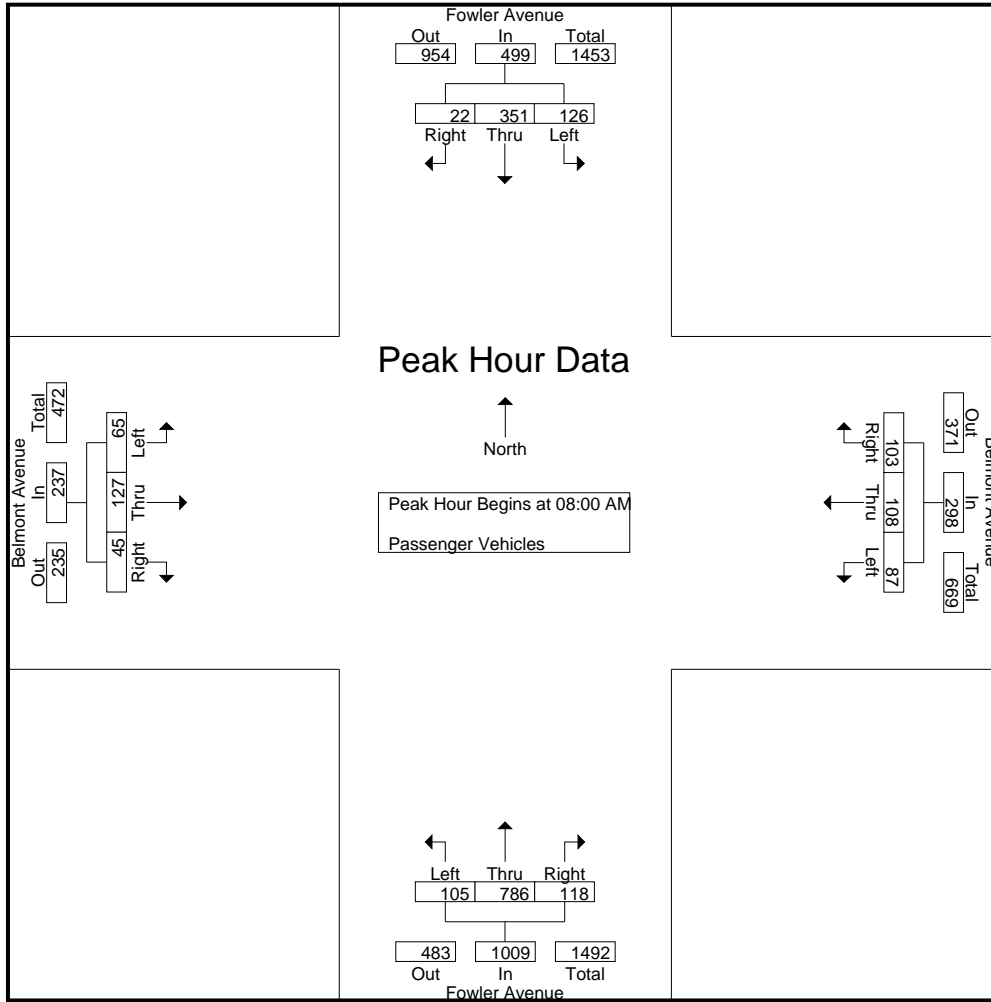 Fowler Avenue
Out In Total
954 499 1453
22 351 126
Right Thru Left
Peak Hour Data
North
Peak Hour Begins at 08:00 AM
Passenger Vehicles
Belmont Avenue
Total In Out
472 237 235
65 127 45
Left Thru Right
Belmont Avenue
Out In Total
371 298 669
103 108 87
Right Thru Left
Left Thru Right
105 786 118
483 1009 1492
Out In Total
Fowler Avenue